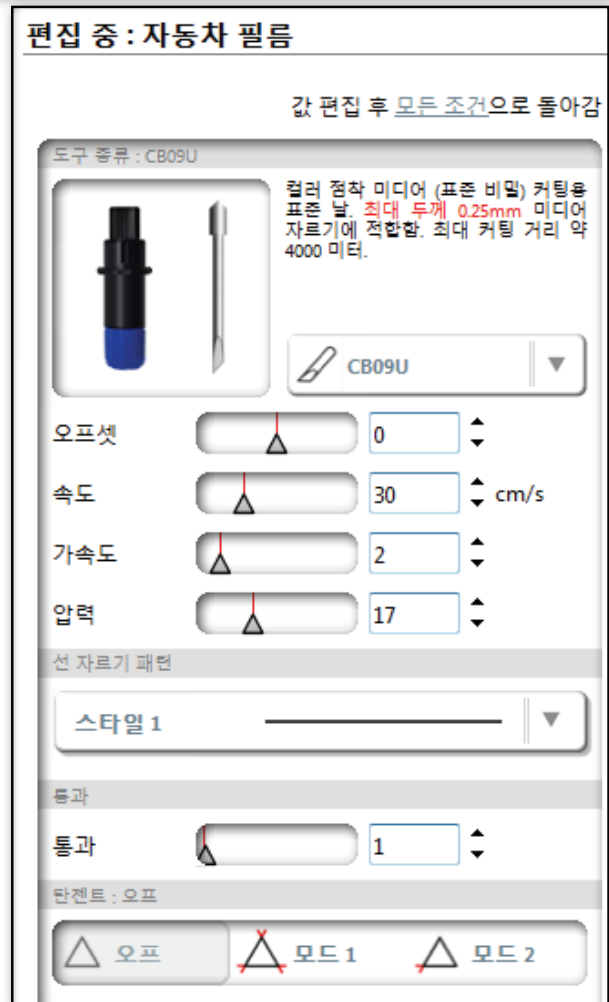 편집 중 : 자동차 필름
값 편집 후 모든 조건으로 돌아감
도구 종류 : CB09U
컬러 점착 미디어 (표준 비밀) 커팅용
표준 날. 최대 두께 0.25mm 미디어
자르기에 적합함. 최대 커팅 거리 약
4000 미터.
CB09U
오프셋 0
속도 30 cm/s
가속도 2
압력 17
선 자르기 패턴
스타일 1
통과
통과 1
탄젠트 : 오프
오프 모드 1 모드 2